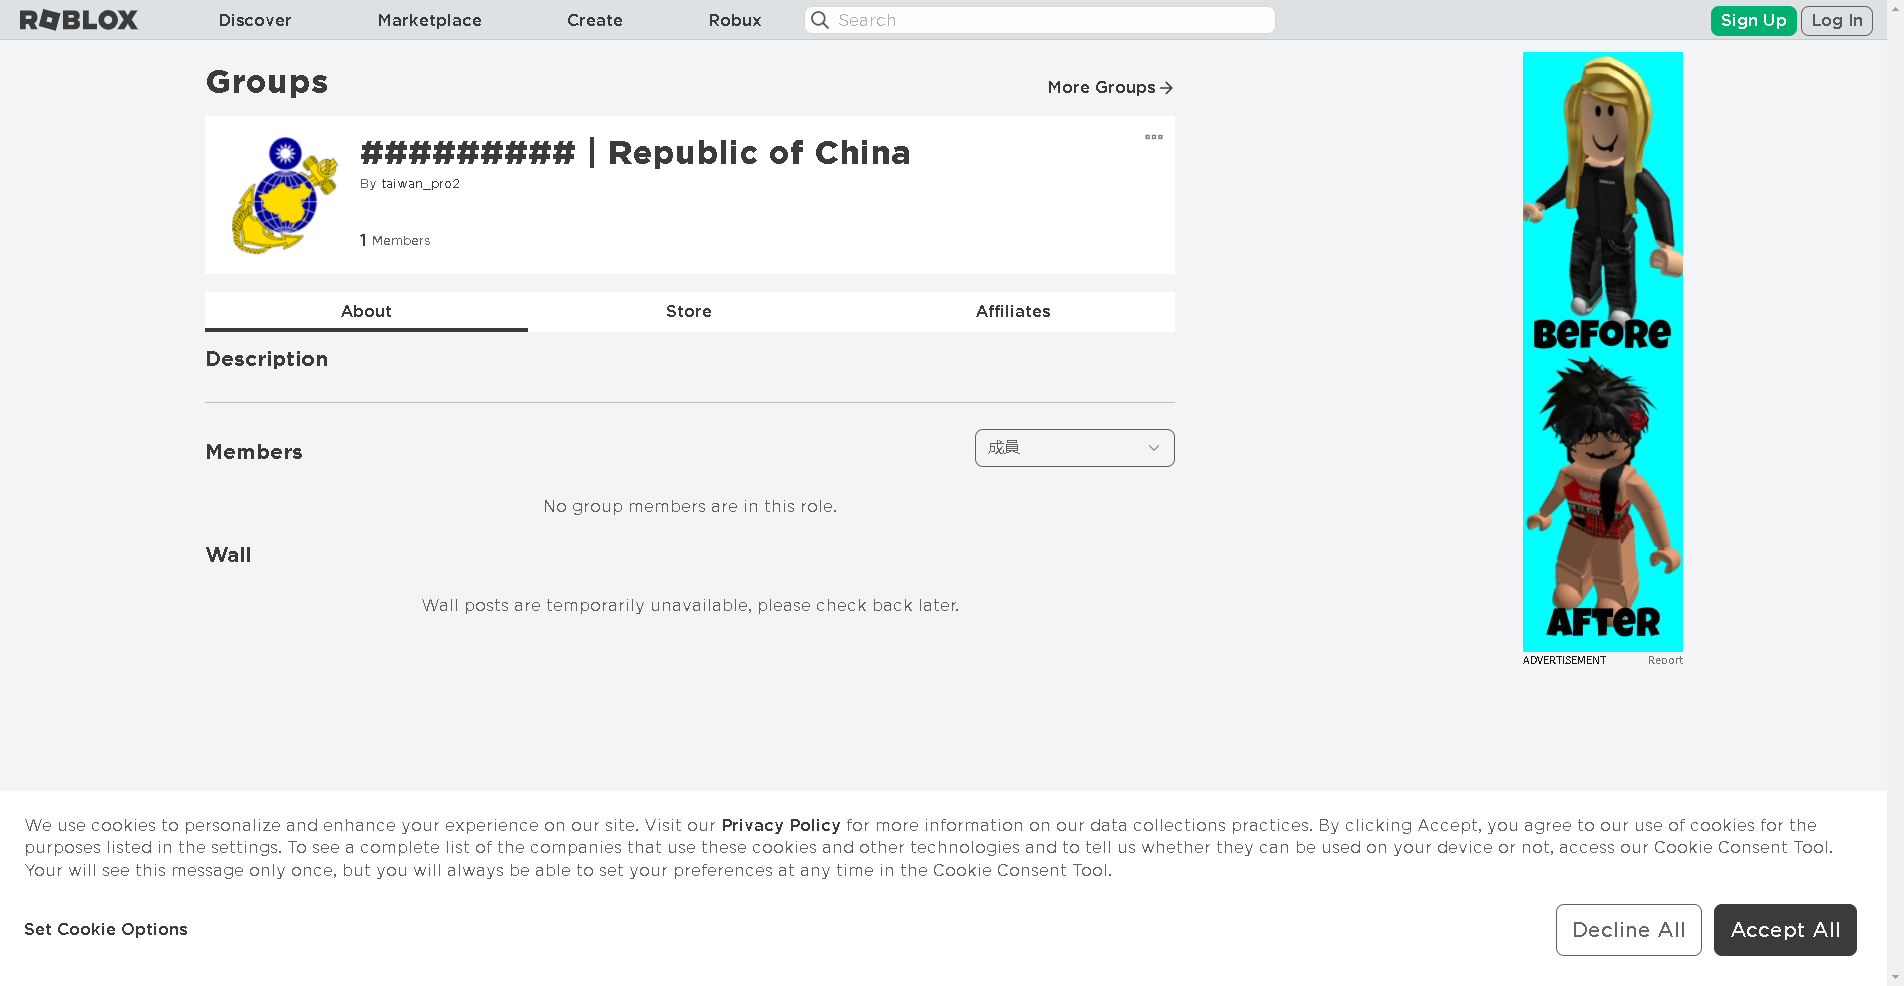 ROBLOX
Discover
Marketplace
Create
Robux
Search
Sign Up
Log In
Groups
More Groups
######### | Republic of China
By taiwan_pro2
1 Members
About
Store
Affiliates
Description
Members
成員
No group members are in this role.
Wall
Wall posts are temporarily unavailable, please check back later.
BEFORE
AFTER
ADVERTISEMENT
Report
We use cookies to personalize and enhance your experience on our site. Visit our Privacy Policy for more information on our data collections practices. By clicking Accept, you agree to our use of cookies for the
purposes listed in the settings. To see a complete list of the companies that use these cookies and other technologies and to tell us whether they can be used on your device or not, access our Cookie Consent Tool.
Your will see this message only once, but you will always be able to set your preferences at any time in the Cookie Consent Tool.
Set Cookie Options
Decline All
Accept All